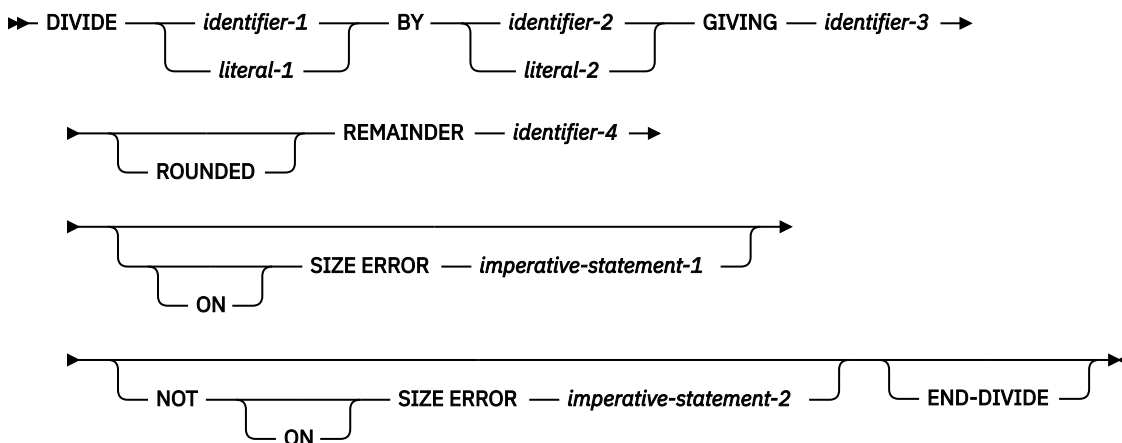 DIVIDE identifier-1 BY identifier-2 GIVING identifier-3
literal-1 literal-2
REMAINDER identifier-4
ROUNDED
SIZE ERROR imperative-statement-1
ON
NOT SIZE ERROR imperative-statement-2 END-DIVIDE
ON